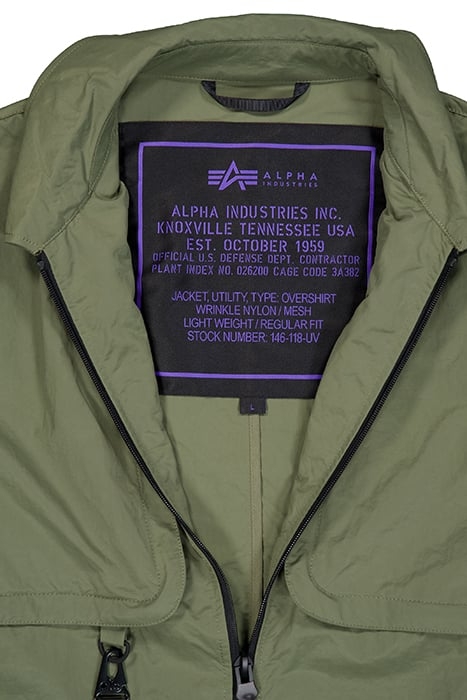 ALPHA
INDUSTRIES
ALPHA INDUSTRIES INC.
KNOXVILLE TENNESSEE USA
EST. OCTOBER 1959
OFFICIAL U.S. DEFENSE DEPT. CONTRACTOR
PLANT INDEX NO. 026200 CAGE CODE 3A382
JACKET, UTILITY, TYPE: OVERSHIRT
WRINKLE NYLON / MESH
LIGHT WEIGHT / REGULAR FIT
STOCK NUMBER: 146-118-UV
L